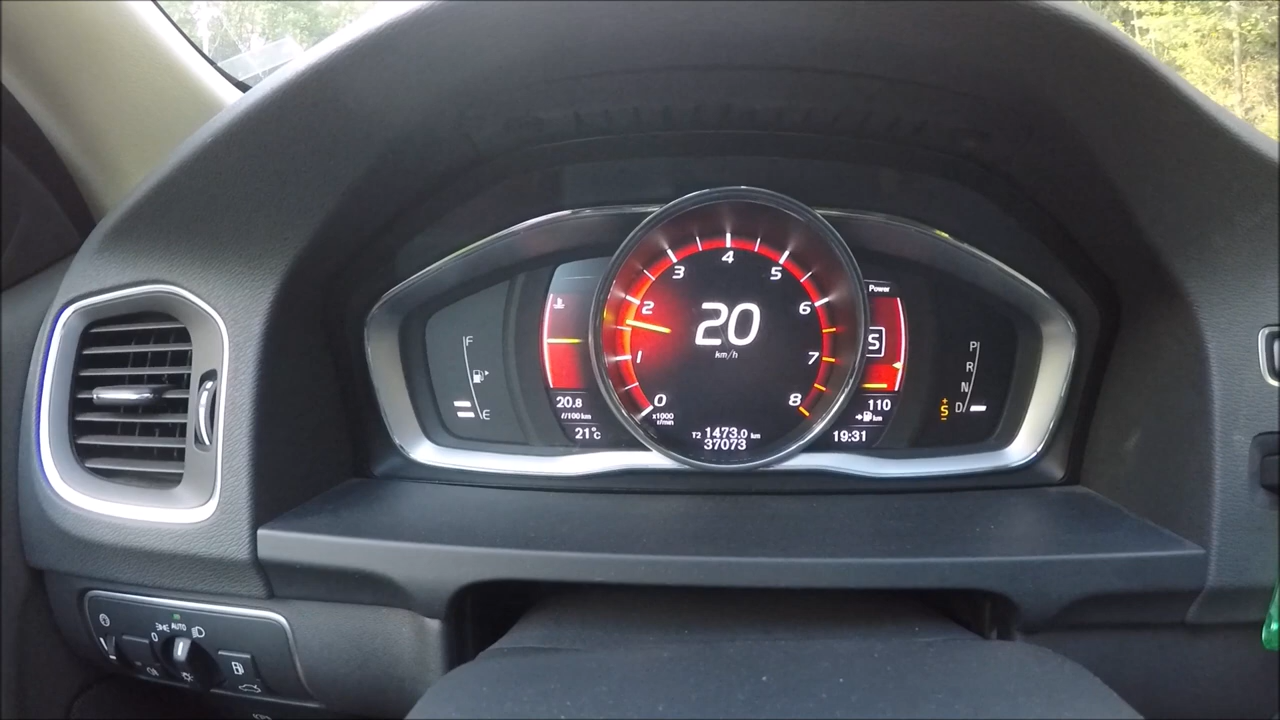 F
E
20.8
ℓ/100 km
21°C
0
1
2
3
4
5
6
7
8
x1000
r/min
20
km/h
T2 1473.0 km
37073
Power
S
110
km
19:31
P
R
N
D
+
S
-
0 AUTO